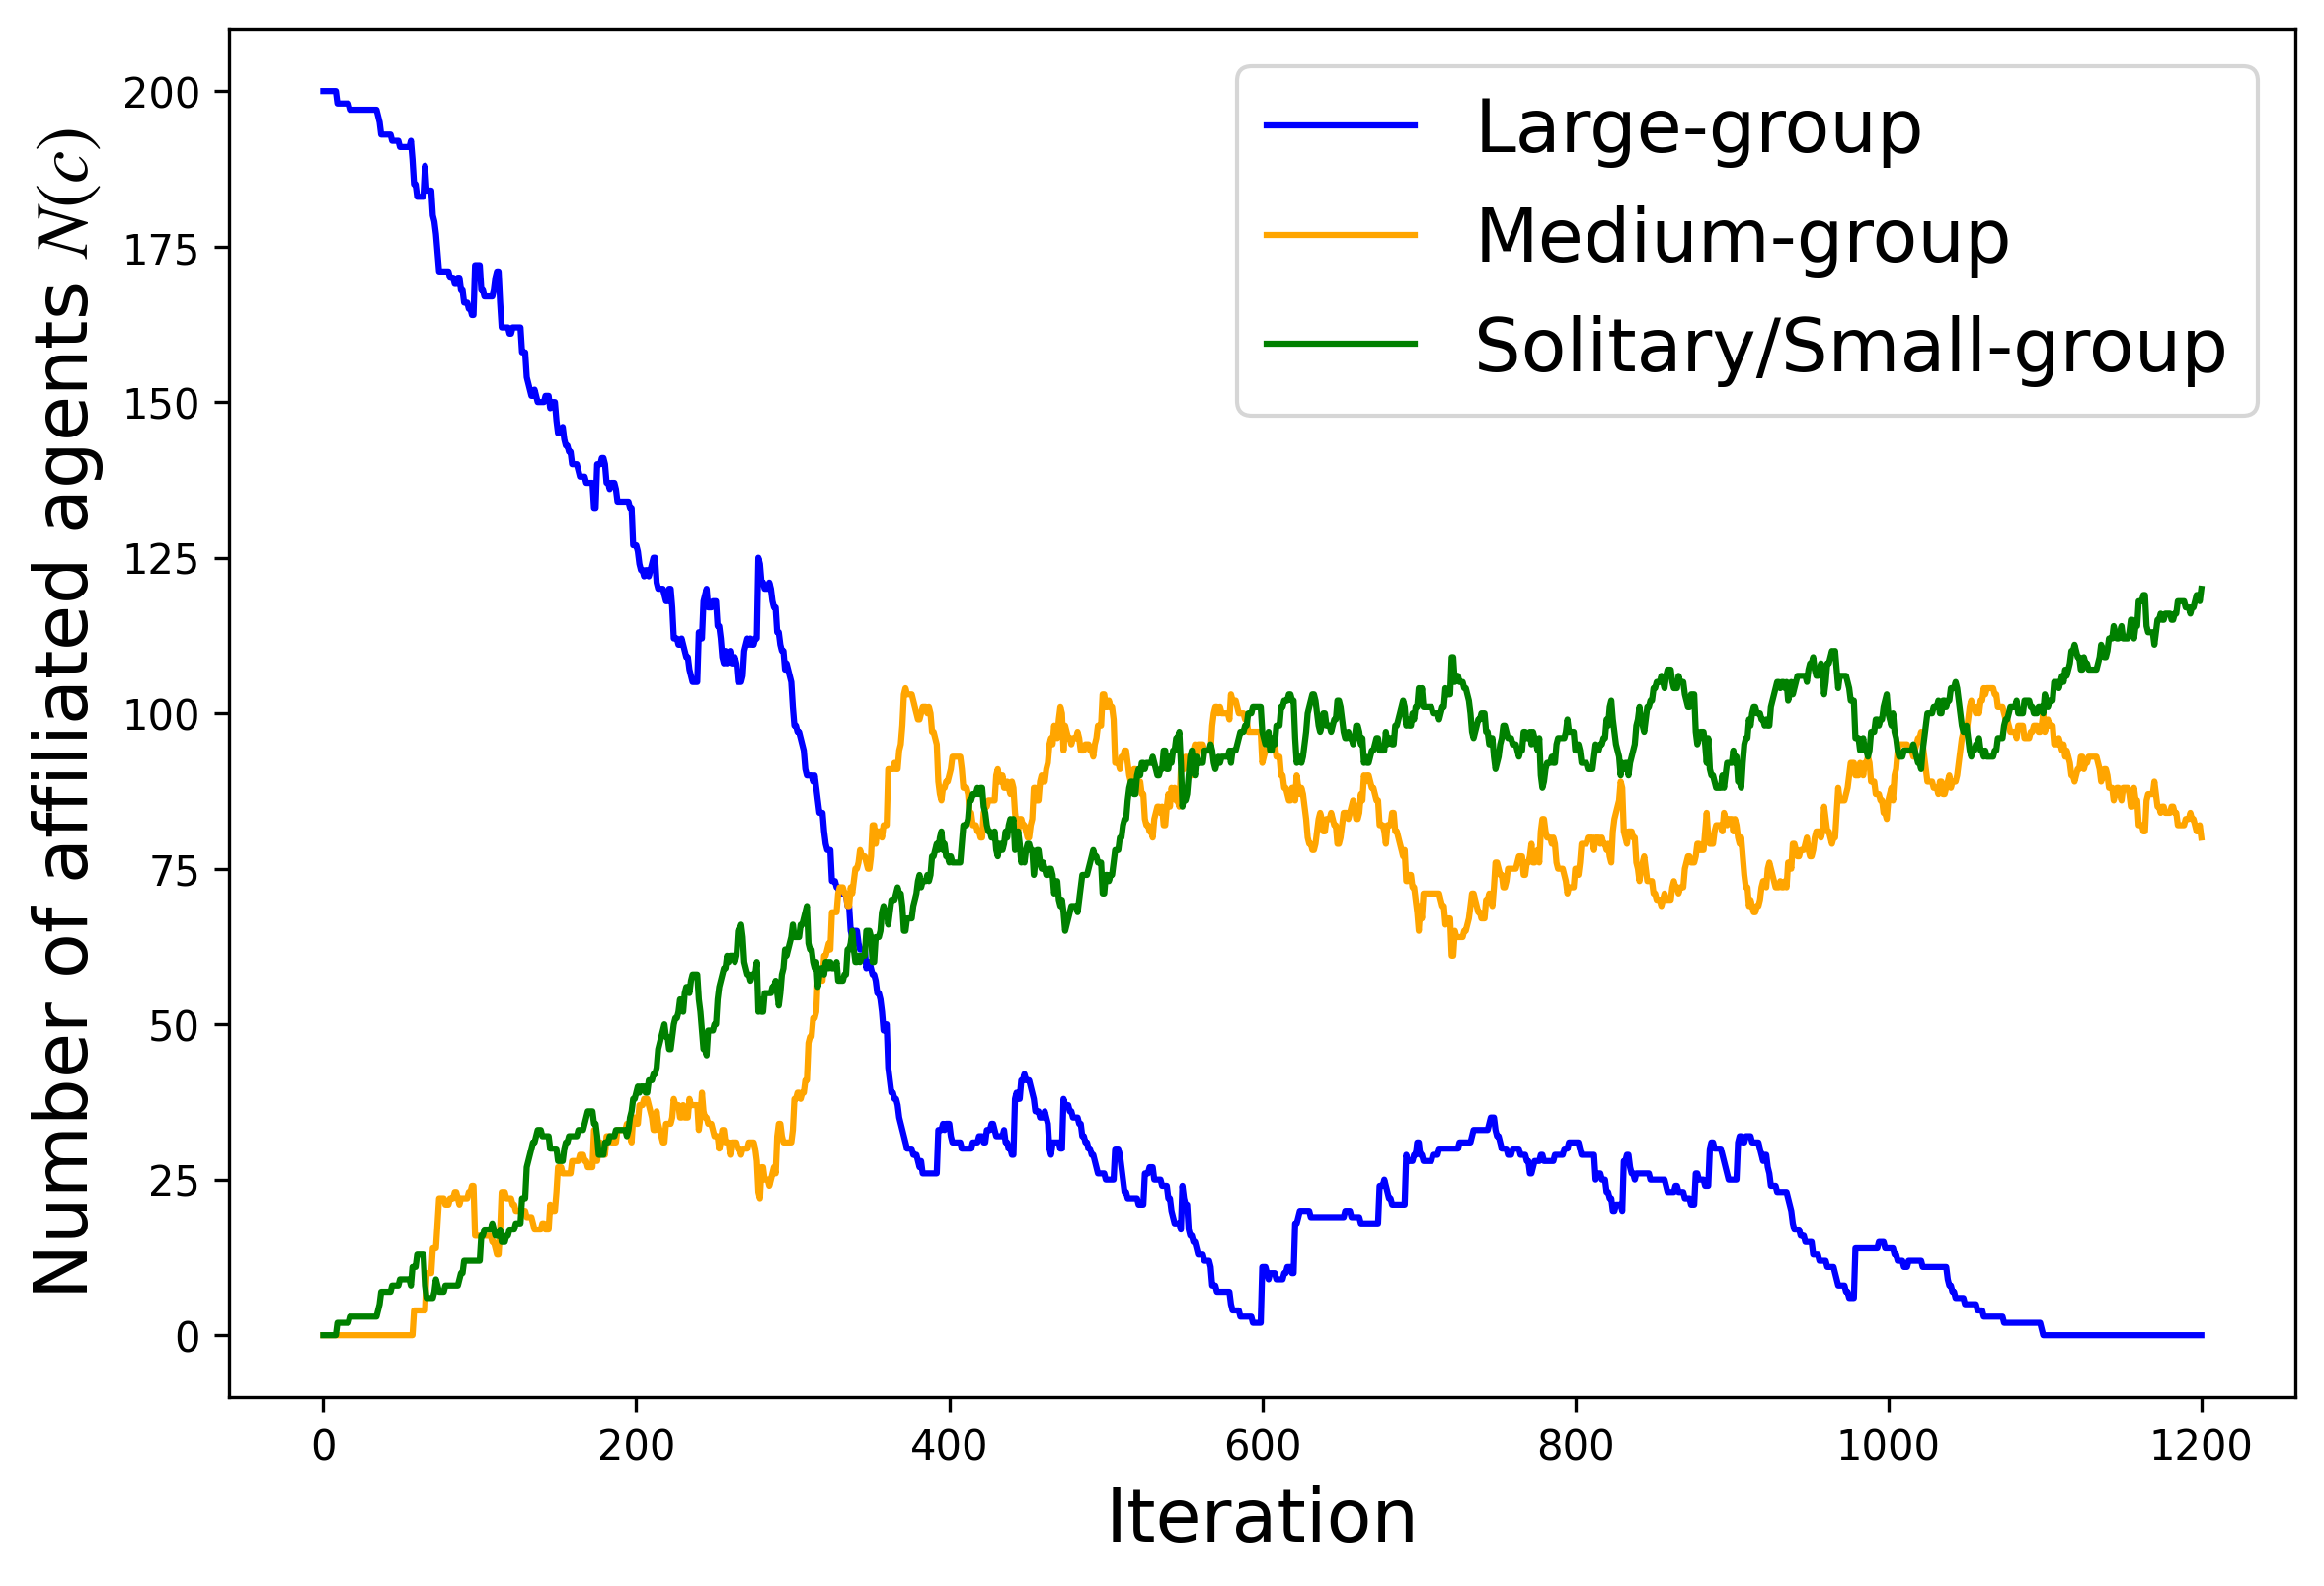 Number of affiliated agents N(c)
200
175
150
125
100
75
50
25
0
Large-group
Medium-group
Solitary/Small-group
0 200 400 600 800 1000 1200
Iteration